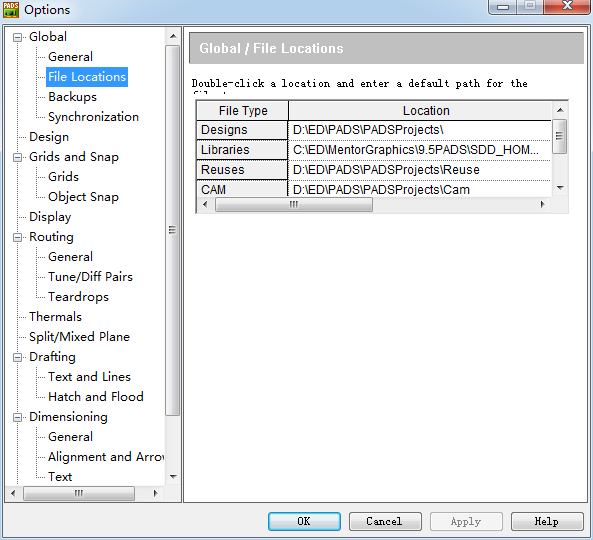 PADS
Options
Global
General
File Locations
Backups
Synchronization
Design
Grids and Snap
Grids
Object Snap
Display
Routing
General
Tune/Diff Pairs
Teardrops
Thermals
Split/Mixed Plane
Drafting
Text and Lines
Hatch and Flood
Dimensioning
General
Alignment and Arrow
Text
Global / File Locations
Double-click a location and enter a default path for the
File Type Location
Designs D:\ED\PADS\PADSProjects\
Libraries C:\ED\MentorGraphics\9.5PADS\SDD_HOM...
Reuses D:\ED\PADS\PADSProjects\Reuse
CAM D:\ED\PADS\PADSProjects\Cam
OK Cancel Apply Help